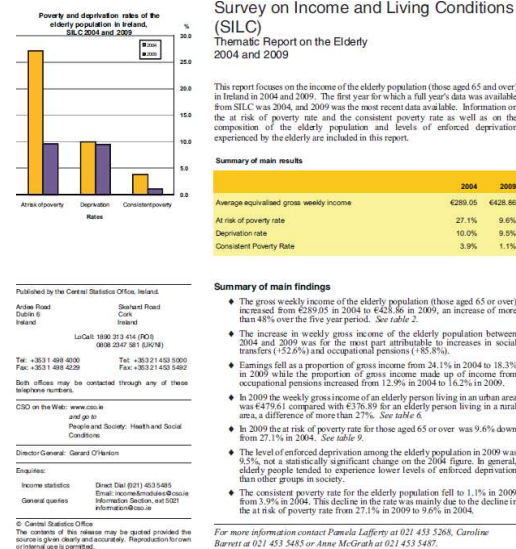 Poverty and deprivation rates of the
elderly population in Ireland,
SILC 2004 and 2009
%
30.0
25.0
20.0
15.0
10.0
5.0
0.0
2004
2009
At risk of poverty
Deprivation
Consistent poverty
Rates
Published by the Central Statistics Office, Ireland.
Ardee Road
Dublin 6
Ireland
Skehard Road
Cork
Ireland
LoCall: 1890 313 414 (ROI)
0808 2347 581 (UK/NI)
Tel: +353 1 498 4000
Fax: +353 1 498 4229
Tel: +353 21 453 5000
Fax: +353 21 453 5492
Both offices may be contacted through any of these
telephone numbers.
CSO on the Web: www.cso.ie
and go to
People and Society: Health and Social
Conditions
Director General: Gerard O'Hanlon
Enquiries:
Income statistics
Direct Dial (021) 453 5485
Email: incomemodules@cso.ie
General queries
Information Section, ext 5021
information@cso.ie
© Central Statistics Office
The contents of this release may be quoted provided the
source is given clearly and accurately. Reproduction for own
or internal use is permitted.
Survey on Income and Living Conditions
(SILC)
Thematic Report on the Elderly
2004 and 2009
This report focuses on the income of the elderly population (those aged 65 and over)
in Ireland in 2004 and 2009. The first year for which a full year's data was available
from SILC was 2004, and 2009 was the most recent data available. Information on
the at risk of poverty rate and the consistent poverty rate as well as on the
composition of the elderly population and levels of enforced deprivation
experienced by the elderly are included in this report.
Summary of main results
2004 2009
Average equivalised gross weekly income €289.05 €428.86
At risk of poverty rate 27.1% 9.6%
Deprivation rate 10.0% 9.5%
Consistent Poverty Rate 3.9% 1.1%
Summary of main findings
♦ The gross weekly income of the elderly population (those aged 65 or over)
increased from €289.05 in 2004 to €428.86 in 2009, an increase of more
than 48% over the five year period. See table 2.
♦ The increase in weekly gross income of the elderly population between
2004 and 2009 was for the most part attributable to increases in social
transfers (+52.6%) and occupational pensions (+85.8%).
♦ Earnings fell as a proportion of gross income from 24.1% in 2004 to 18.3%
in 2009 while the proportion of gross income made up of income from
occupational pensions increased from 12.9% in 2004 to 16.2% in 2009.
♦ In 2009 the weekly gross income of an elderly person living in an urban area
was €479.61 compared with €376.89 for an elderly person living in a rural
area, a difference of more than 27%. See table 6.
♦ In 2009 the at risk of poverty rate for those aged 65 or over was 9.6% down
from 27.1% in 2004. See table 9.
♦ The level of enforced deprivation among the elderly population in 2009 was
9.5%, not a statistically significant change on the 2004 figure. In general,
elderly people tended to experience lower levels of enforced deprivation
than other groups in society.
♦ The consistent poverty rate for the elderly population fell to 1.1% in 2009
from 3.9% in 2004. This decline in the rate was mainly due to the decline in
the at risk of poverty rate from 27.1% in 2009 to 9.6% in 2004.
For more information contact Pamela Lafferty at 021 453 5268, Caroline
Barrett at 021 453 5485 or Anne McGrath at 021 453 5487.